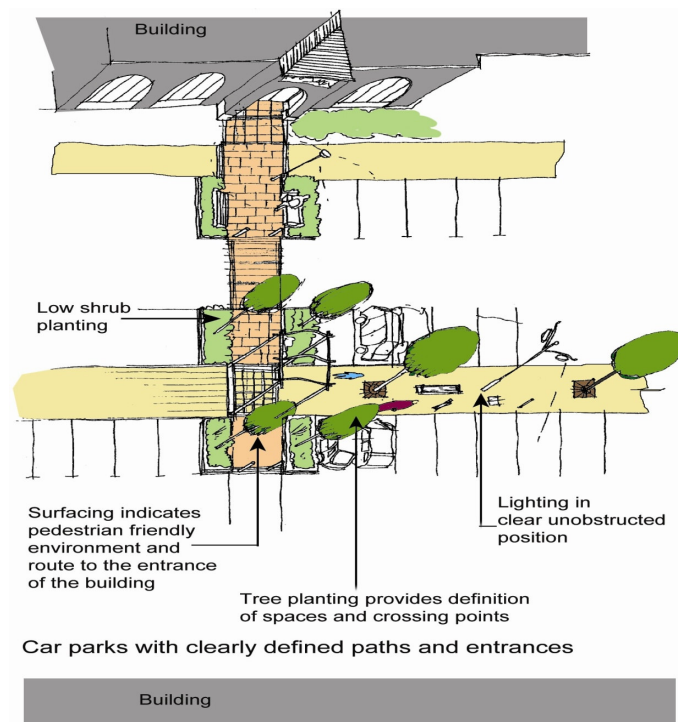 Building
Low shrub
planting
Surfacing indicates
pedestrian friendly
environment and
route to the entrance
of the building
Lighting in
clear unobstructed
position
Tree planting provides definition
of spaces and crossing points
Car parks with clearly defined paths and entrances
Building